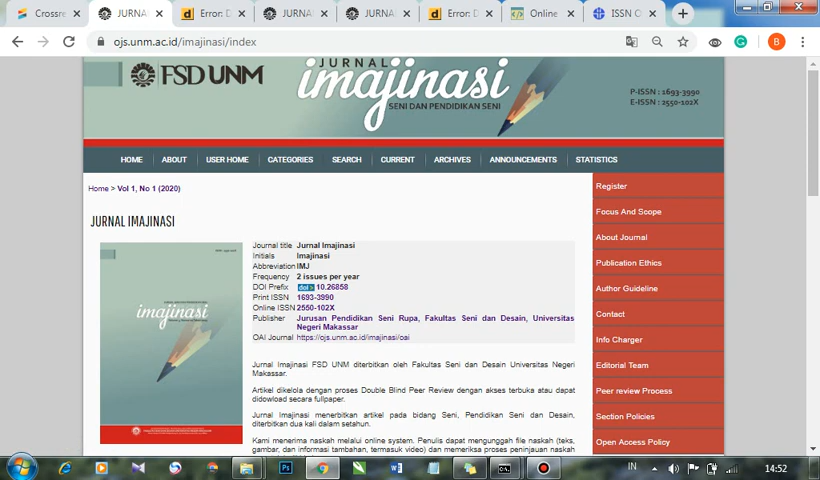 Crossre
JURNA
Error: D
JURNA
JURNA
Error: D
Online
ISSN C
ojs.unm.ac.id/imajinasi/index
B
FSD UNM
JURNAL
imajinasi
SENI DAN PENDIDIKAN SENI
P-ISSN : 1693-3990
E-ISSN : 2550-102X
HOME ABOUT USER HOME CATEGORIES SEARCH CURRENT ARCHIVES ANNOUNCEMENTS STATISTICS
Home > Vol 1, No 1 (2020)
JURNAL IMAJINASI
imajinasi
Journal title Jurnal Imajinasi
Initials Imajinasi
Abbreviation IMJ
Frequency 2 issues per year
DOI Prefix doi> 10.26858
Print ISSN 1693-3990
Online ISSN 2550-102X
Publisher Jurusan Pendidikan Seni Rupa, Fakultas Seni dan Desain, Universitas
Negeri Makassar
OAI Journal https://ojs.unm.ac.id/imajinasi/oai
Jurnal Imajinasi FSD UNM diterbitkan oleh Fakultas Seni dan Desain Universitas Negeri
Makassar.
Artikel dikelola dengan proses Double Blind Peer Review dengan akses terbuka atau dapat
didowload secara fullpaper.
Jurnal Imajinasi menerbitkan artikel pada bidang Seni, Pendidikan Seni dan Desain,
diterbitkan dua kali dalam setahun.
Kami menerima naskah melalui online system. Penulis dapat mengunggah file naskah (teks,
gambar, dan informasi tambahan, termasuk video) dan memeriksa proses peninjauan naskah
Register
Focus And Scope
About Journal
Publication Ethics
Author Guideline
Contact
Info Charger
Editorial Team
Peer review Process
Section Policies
Open Access Policy
Ps
IN
14:52